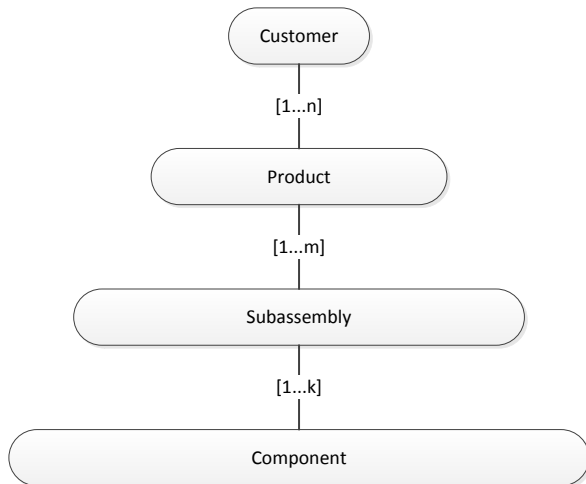 Customer
[1...n]
Product
[1...m]
Subassembly
[1...k]
Component